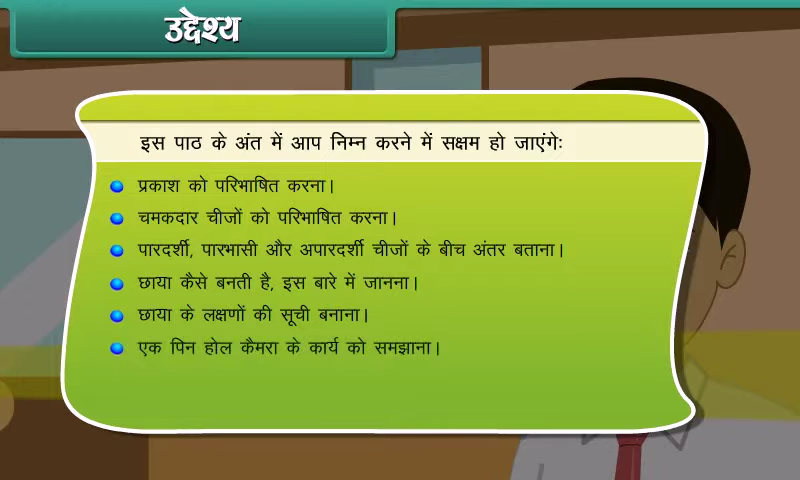 उद्देश्य
इस पाठ के अंत में आप निम्न करने में सक्षम हो जाएंगेः
प्रकाश को परिभाषित करना।
चमकदार चीजों को परिभाषित करना।
पारदर्शी, पारभासी और अपारदर्शी चीजों के बीच अंतर बताना।
छाया कैसे बनती है, इस बारे में जानना।
छाया के लक्षणों की सूची बनाना।
एक पिन होल कैमरा के कार्य को समझाना।